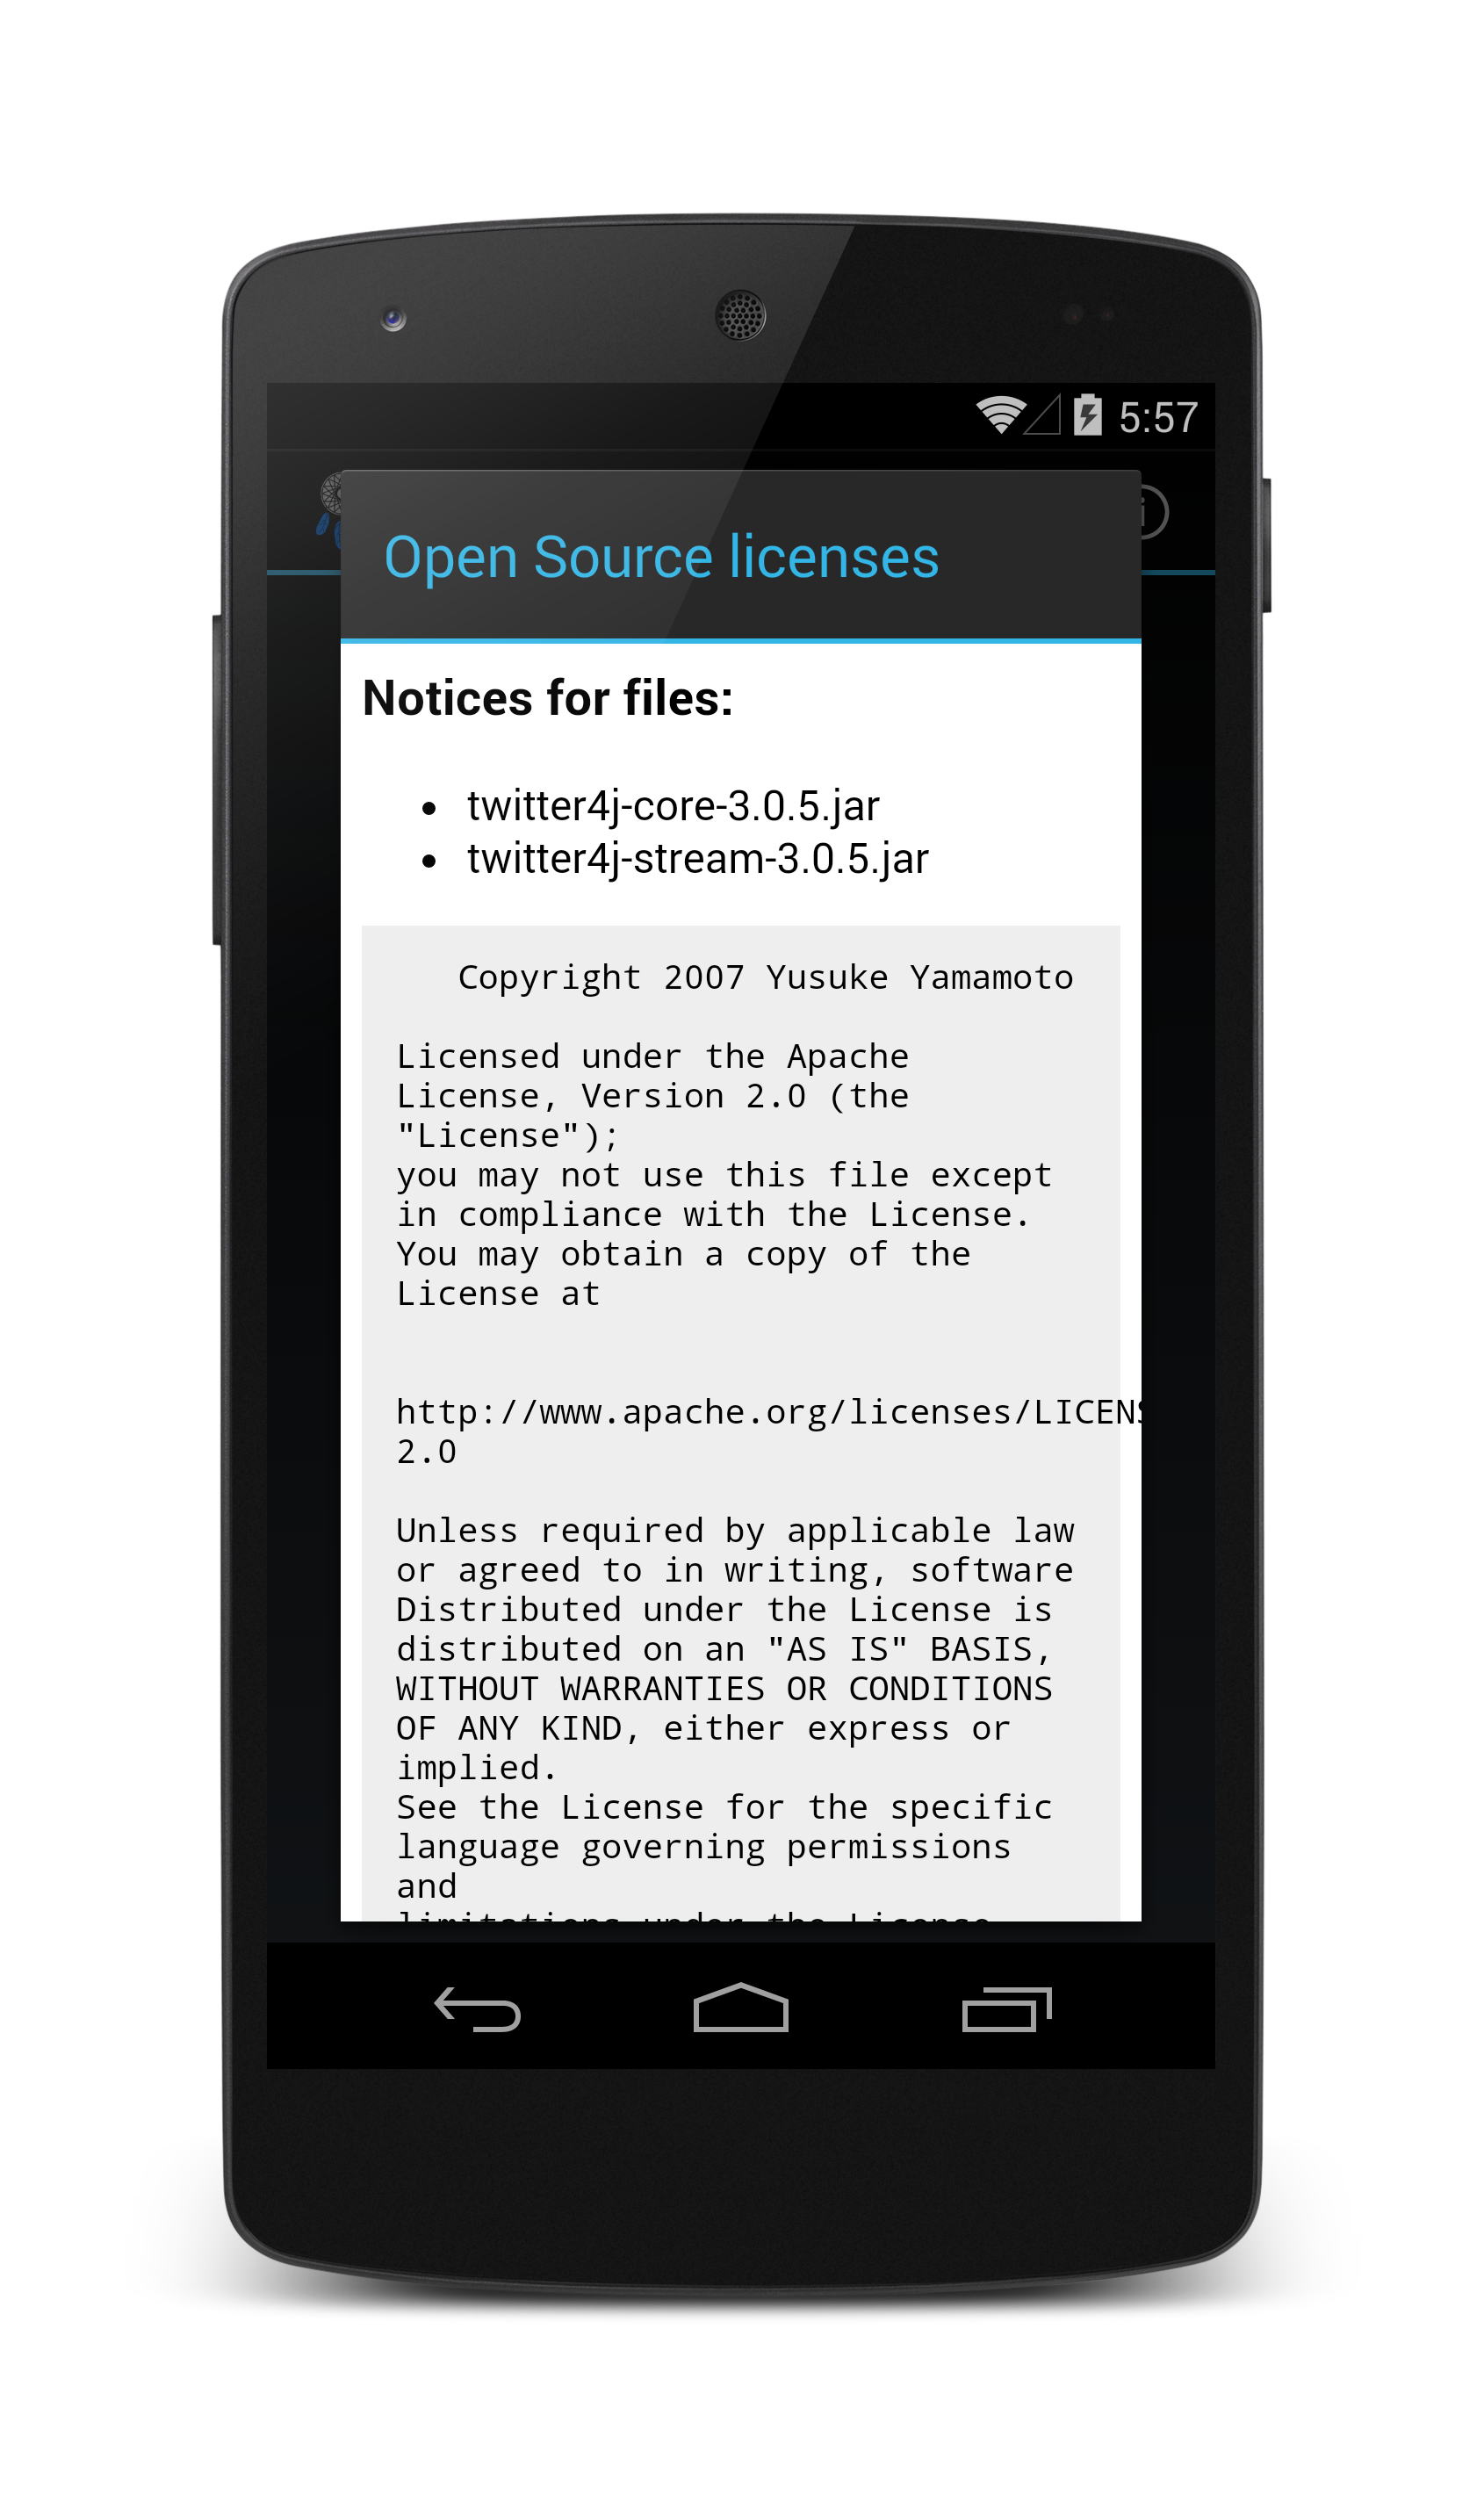 5:57
Open Source licenses
Notices for files:
• twitter4j-core-3.0.5.jar
• twitter4j-stream-3.0.5.jar
Copyright 2007 Yusuke Yamamoto
Licensed under the Apache
License, Version 2.0 (the
"License");
you may not use this file except
in compliance with the License.
You may obtain a copy of the
License at
http://www.apache.org/licenses/LICENS
2.0
Unless required by applicable law
or agreed to in writing, software
Distributed under the License is
distributed on an "AS IS" BASIS,
WITHOUT WARRANTIES OR CONDITIONS
OF ANY KIND, either express or
implied.
See the License for the specific
language governing permissions
and
limitations under the License